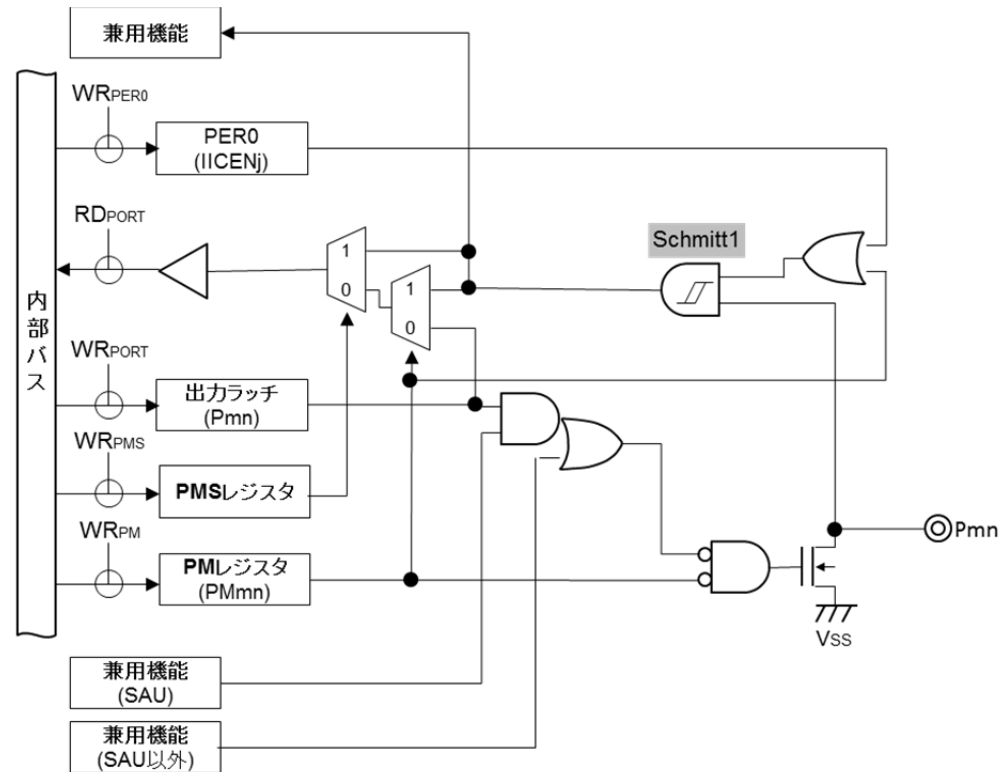 兼用機能
WRPER0
PER0
(IICENj)
RDPORT
1
0
1
0
Schmitt1
内部バス
WRPORT
出力ラッチ
(Pmn)
WRPMS
PMSレジスタ
WRPM
PMレジスタ
(PMmn)
Pmn
VSS
兼用機能
(SAU)
兼用機能
(SAU以外)